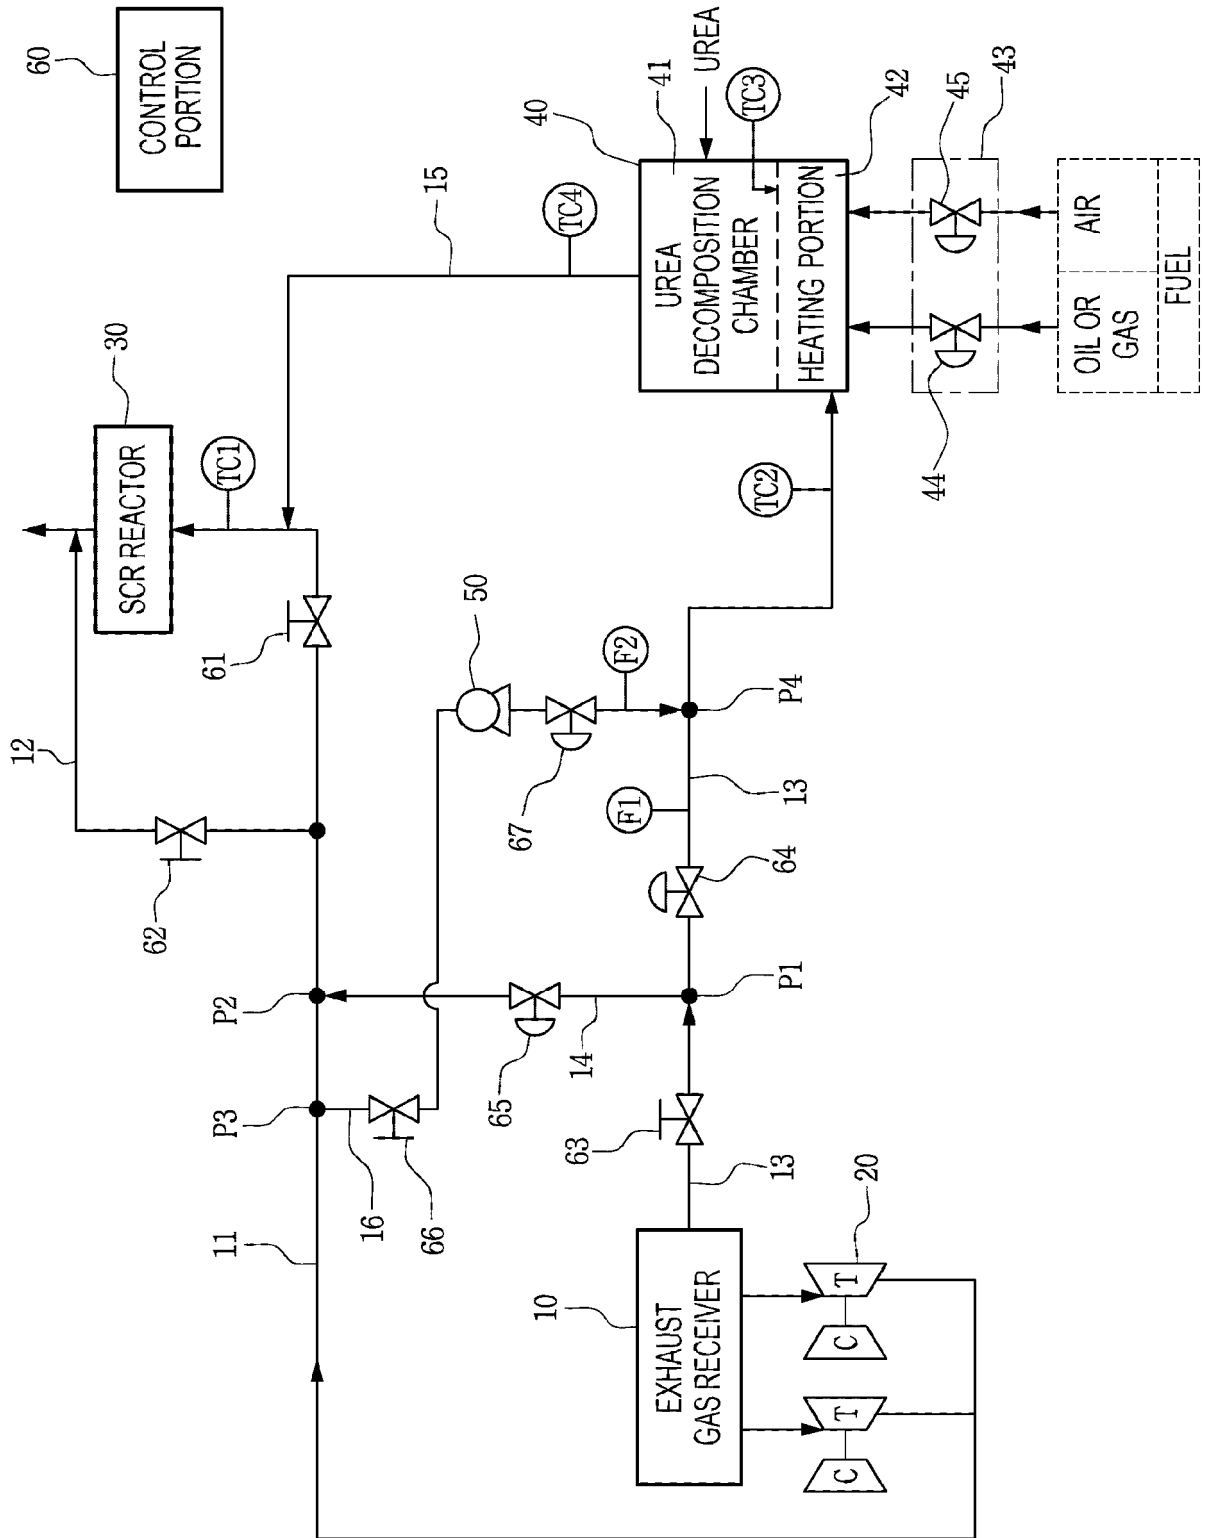 60
CONTROL
PORTION
30
SCR REACTOR
TC1
15
TC4
40
41
UREA
UREA
DECOMPOSITION
CHAMBER
TC3
HEATING PORTION
42
45
43
AIR
OIL OR
GAS
FUEL
44
TC2
12
61
62
50
F2
67
P4
13
F1
64
P2
P3
65
14
P1
16
66
63
13
11
10
EXHAUST
GAS RECEIVER
20
T
C
T
C